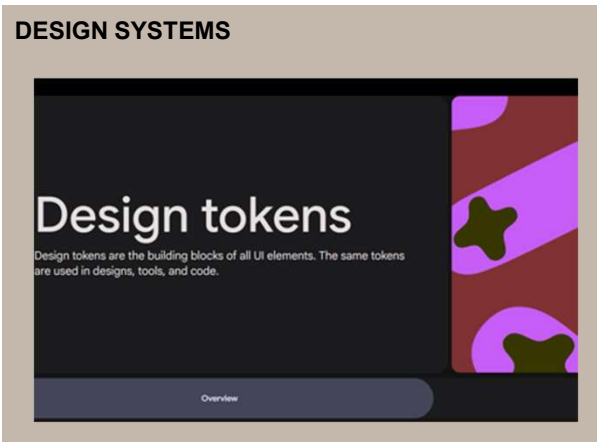 DESIGN SYSTEMS
Design tokens
Design tokens are the building blocks of all UI elements. The same tokens
are used in designs, tools, and code.
Overview